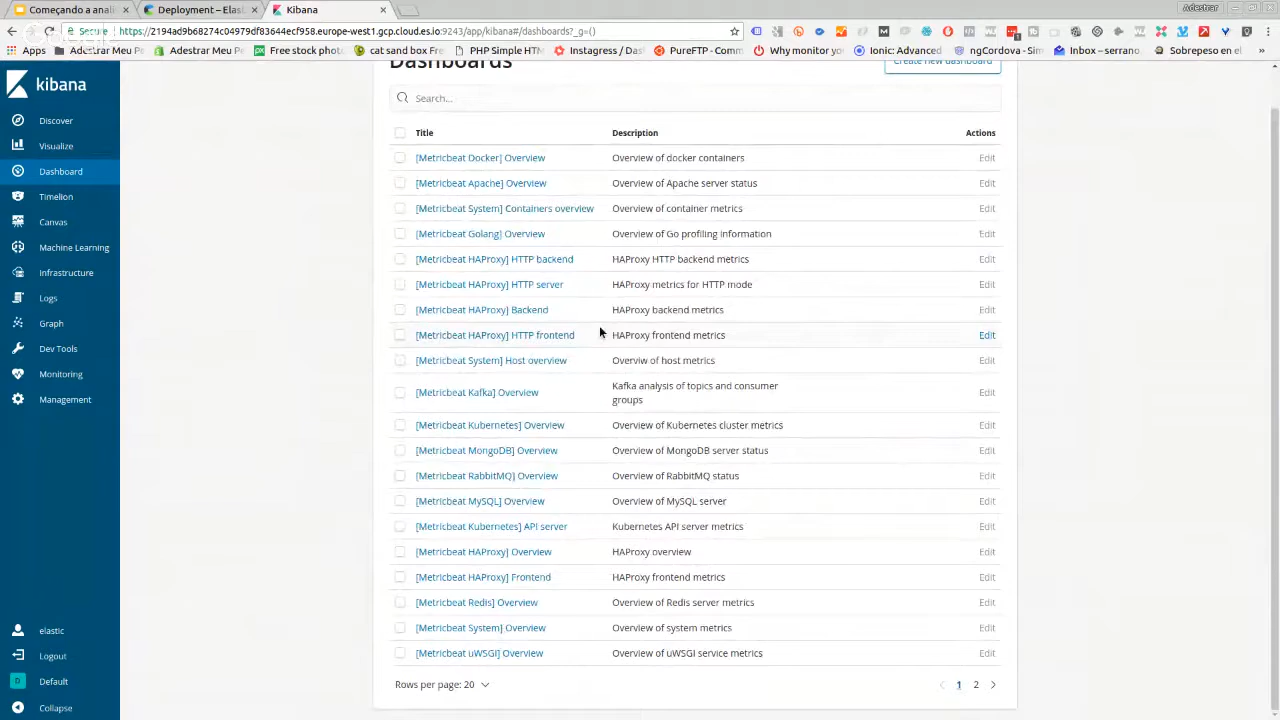 Começando a anali
Deployment – Elast
Kibana
Adestrar
Secure
https://2194ad9b68274c04979df83644ecf95b.europe-west1.gcp.cloud.es.io:9243/app/kibana#/dashboards?_g=()
Apps
Adestrar Meu Pe
Free stock photos
Adestrar Meu Pe
cat sand box Free
PHP Simple HTM
Instagress / Dash
PureFTP - Commo
Why monitor yo
Ionic: Advanced
ngCordova - Simp
Inbox – serrano.
Sobrepeso en el
kibana
Discover
Visualize
Dashboard
Timelion
Canvas
Machine Learning
Infrastructure
Logs
Graph
Dev Tools
Monitoring
Management
elastic
Logout
D Default
Collapse
Dashboards
Create new dashboard
Search...
Title Description Actions
[Metricbeat Docker] Overview Overview of docker containers Edit
[Metricbeat Apache] Overview Overview of Apache server status Edit
[Metricbeat System] Containers overview Overview of container metrics Edit
[Metricbeat Golang] Overview Overview of Go profiling information Edit
[Metricbeat HAProxy] HTTP backend HAProxy HTTP backend metrics Edit
[Metricbeat HAProxy] HTTP server HAProxy metrics for HTTP mode Edit
[Metricbeat HAProxy] Backend HAProxy backend metrics Edit
[Metricbeat HAProxy] HTTP frontend HAProxy frontend metrics Edit
[Metricbeat System] Host overview Overviw of host metrics Edit
[Metricbeat Kafka] Overview Kafka analysis of topics and consumer groups Edit
[Metricbeat Kubernetes] Overview Overview of Kubernetes cluster metrics Edit
[Metricbeat MongoDB] Overview Overview of MongoDB server status Edit
[Metricbeat RabbitMQ] Overview Overview of RabbitMQ status Edit
[Metricbeat MySQL] Overview Overview of MySQL server Edit
[Metricbeat Kubernetes] API server Kubernetes API server metrics Edit
[Metricbeat HAProxy] Overview HAProxy overview Edit
[Metricbeat HAProxy] Frontend HAProxy frontend metrics Edit
[Metricbeat Redis] Overview Overview of Redis server metrics Edit
[Metricbeat System] Overview Overview of system metrics Edit
[Metricbeat uWSGI] Overview Overview of uWSGI service metrics Edit
Rows per page: 20
1 2